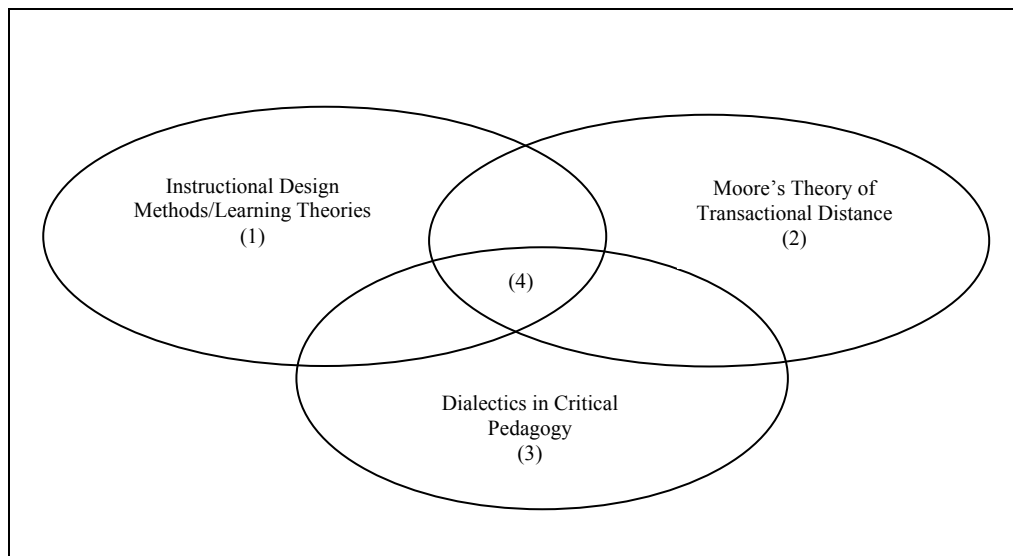 Instructional Design
Methods/Learning Theories
(1)
Moore’s Theory of
Transactional Distance
(2)
(4)
Dialectics in Critical
Pedagogy
(3)